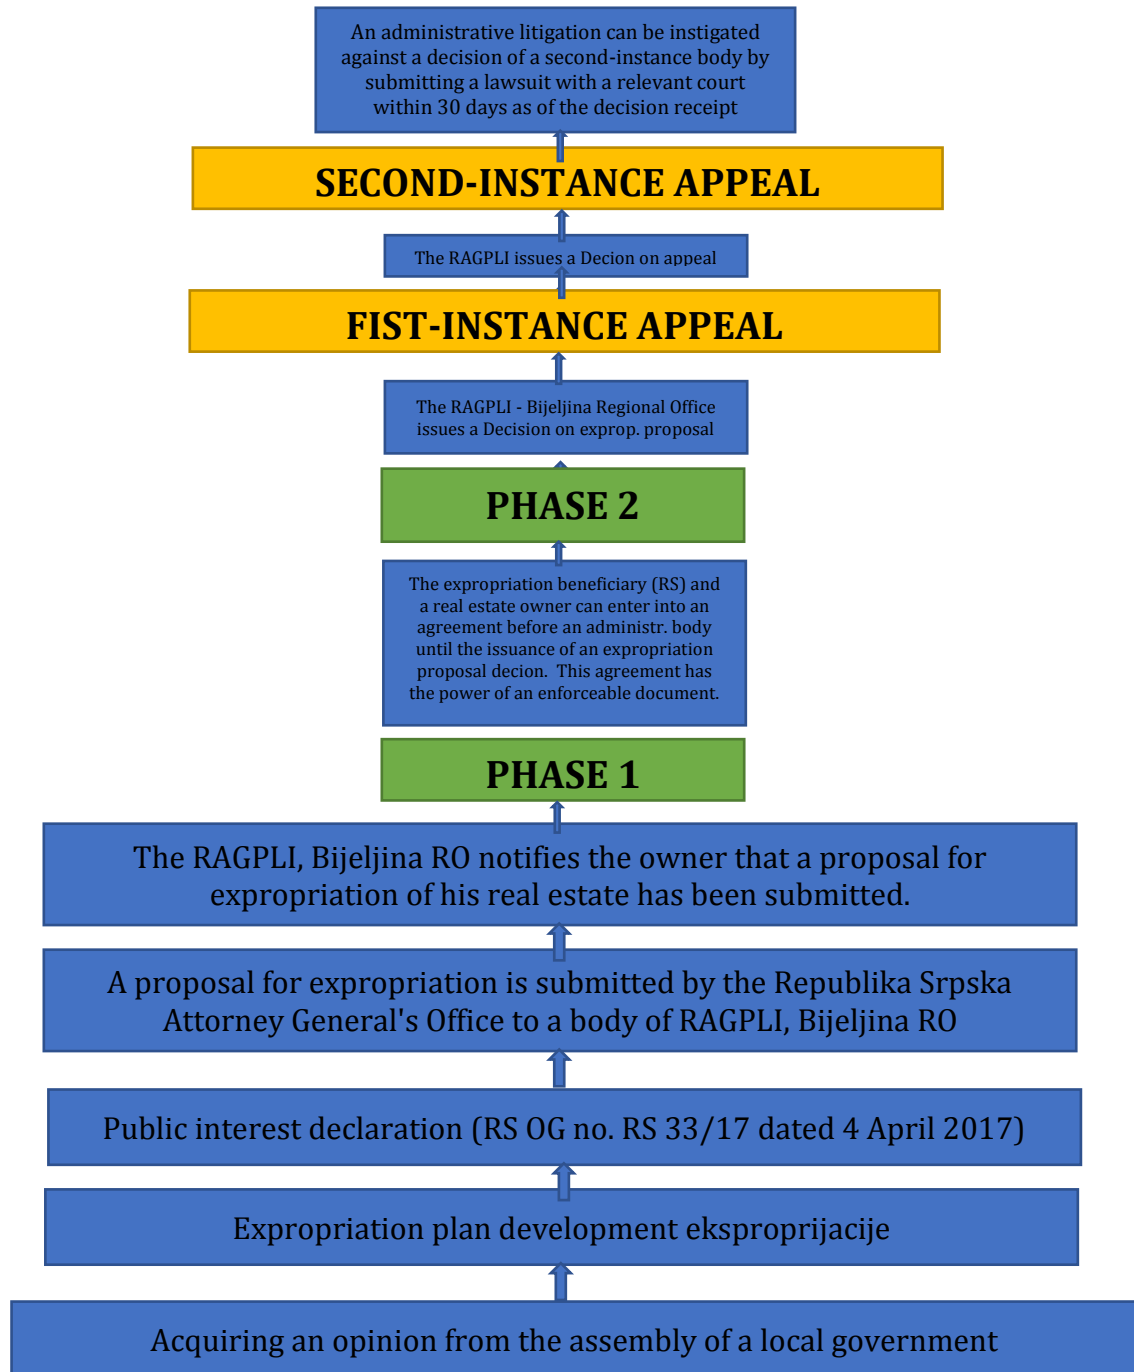 An administrative litigation can be instigated
against a decision of a second-instance body by
submitting a lawsuit with a relevant court
within 30 days as of the decision receipt
SECOND-INSTANCE APPEAL
The RAGPLI issues a Decion on appeal
FIST-INSTANCE APPEAL
The RAGPLI - Bijeljina Regional Office
issues a Decision on exprop. proposal
PHASE 2
The expropriation beneficiary (RS) and
a real estate owner can enter into an
agreement before an administr. body
until the issuance of an expropriation
proposal decion. This agreement has
the power of an enforceable document.
PHASE 1
The RAGPLI, Bijeljina RO notifies the owner that a proposal for
expropriation of his real estate has been submitted.
A proposal for expropriation is submitted by the Republika Srpska
Attorney General's Office to a body of RAGPLI, Bijeljina RO
Public interest declaration (RS OG no. RS 33/17 dated 4 April 2017)
Expropriation plan development eksproprijacije
Acquiring an opinion from the assembly of a local government